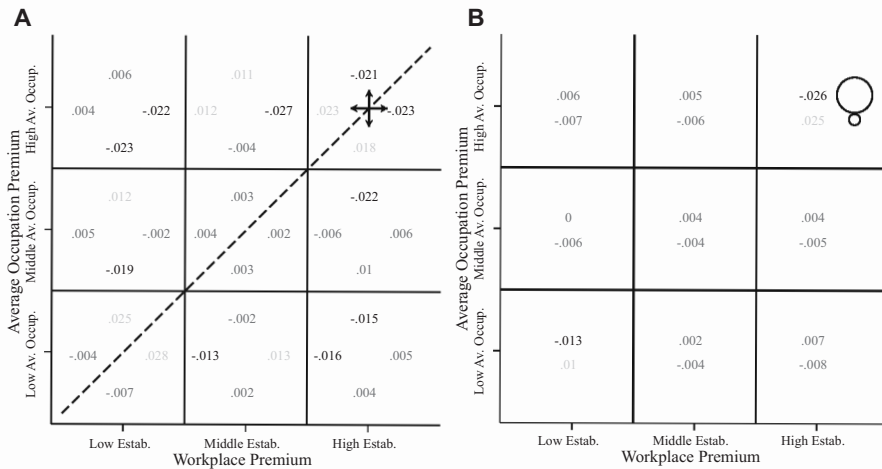 A
B
Average Occupation Premium
High Av. Occup.
Middle Av. Occup.
Low Av. Occup.
.006 .011 -.021
.004 -.022 .012 -.027 .023 -.023
-.023 -.004 .018
.012 .003 -.022
.005 -.002 .004 .002 -.006 .006
-.019 .003 .01
.025 -.002 -.015
-.004 .028 -.013 .013 -.016 .005
-.007 .002 .004
Low Estab. Middle Estab. High Estab.
Workplace Premium
Average Occupation Premium
High Av. Occup.
Middle Av. Occup.
Low Av. Occup.
.006 .005 -.026
-.007 -.006 .025
0 .004 .004
-.006 -.004 -.005
-.013 .002 .007
.01 -.004 -.008
Low Estab. Middle Estab. High Estab.
Workplace Premium